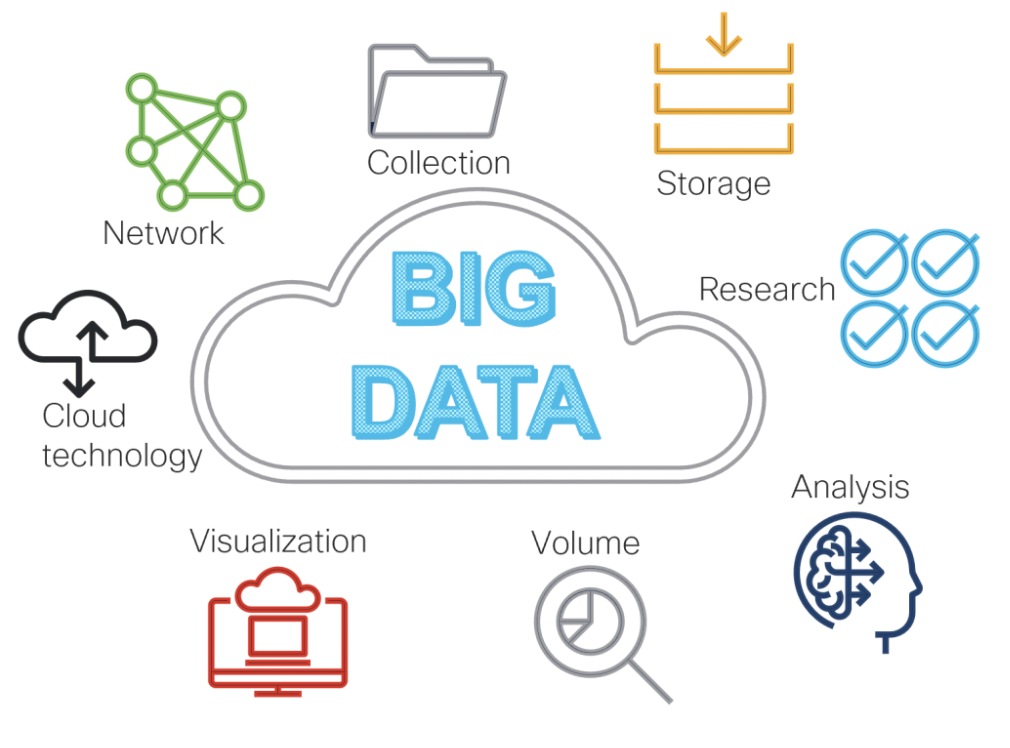 Collection
Storage
Network
BIG
DATA
Research
Cloud
technology
Analysis
Visualization
Volume